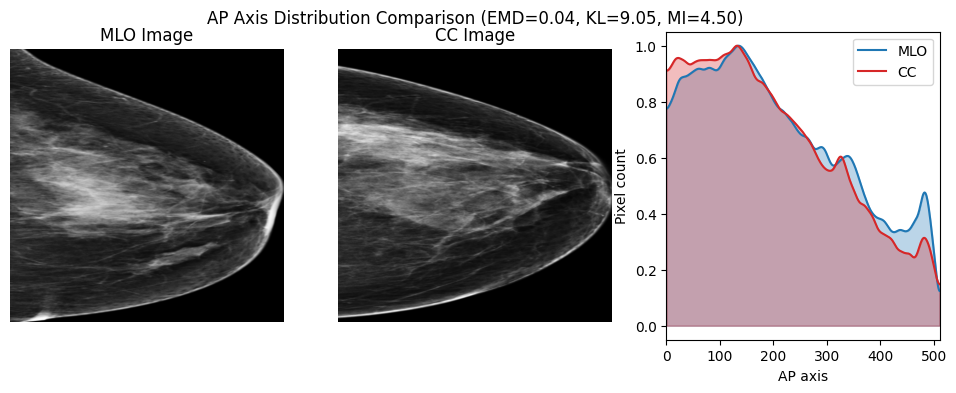 AP Axis Distribution Comparison (EMD=0.04, KL=9.05, MI=4.50)
MLO Image
CC Image
MLO
CC
Pixel count
1.0
0.8
0.6
0.4
0.2
0.0
0 100 200 300 400 500
AP axis